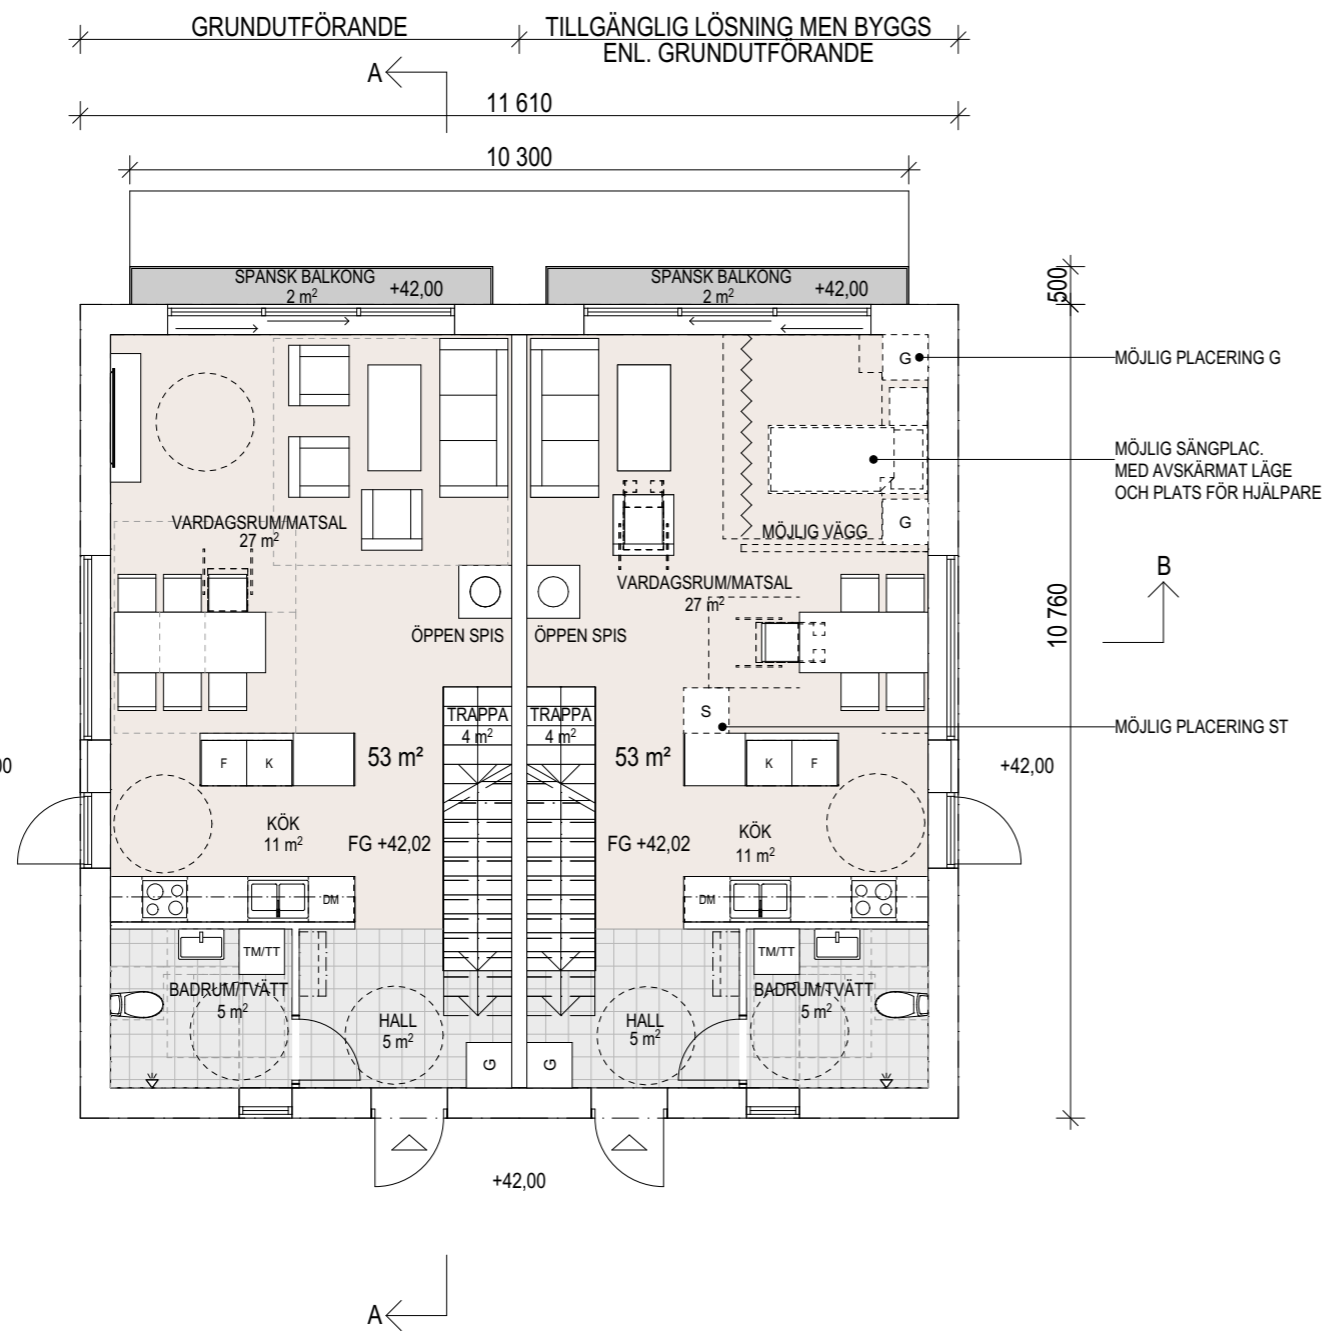 GRUNDUTFÖRANDE
TILLGÄNGLIG LÖSNING MEN BYGGS
ENL. GRUNDUTFÖRANDE
A
11 610
10 300
SPANSK BALKONG
2 m²
+42,00
SPANSK BALKONG
2 m²
+42,00
500
G
MÖJLIG PLACERING G
MÖJLIG SÄNGPLAC.
MED AVSKÄRMAT LÄGE
OCH PLATS FÖR HJÄLPARE
G
VARDAGSRUM/MATSAL
27 m²
MÖJLIG VÄGG
VARDAGSRUM/MATSAL
27 m²
B
10 760
ÖPPEN SPIS
ÖPPEN SPIS
TRAPPA
4 m²
TRAPPA
4 m²
S
MÖJLIG PLACERING ST
F
K
53 m²
53 m²
K
F
00
+42,00
KÖK
11 m²
FG +42,02
FG +42,02
KÖK
11 m²
DM
DM
TM/TT
TM/TT
BADRUM/TVÄTT
5 m²
BADRUM/TVÄTT
5 m²
HALL
5 m²
HALL
5 m²
G
G
+42,00
A